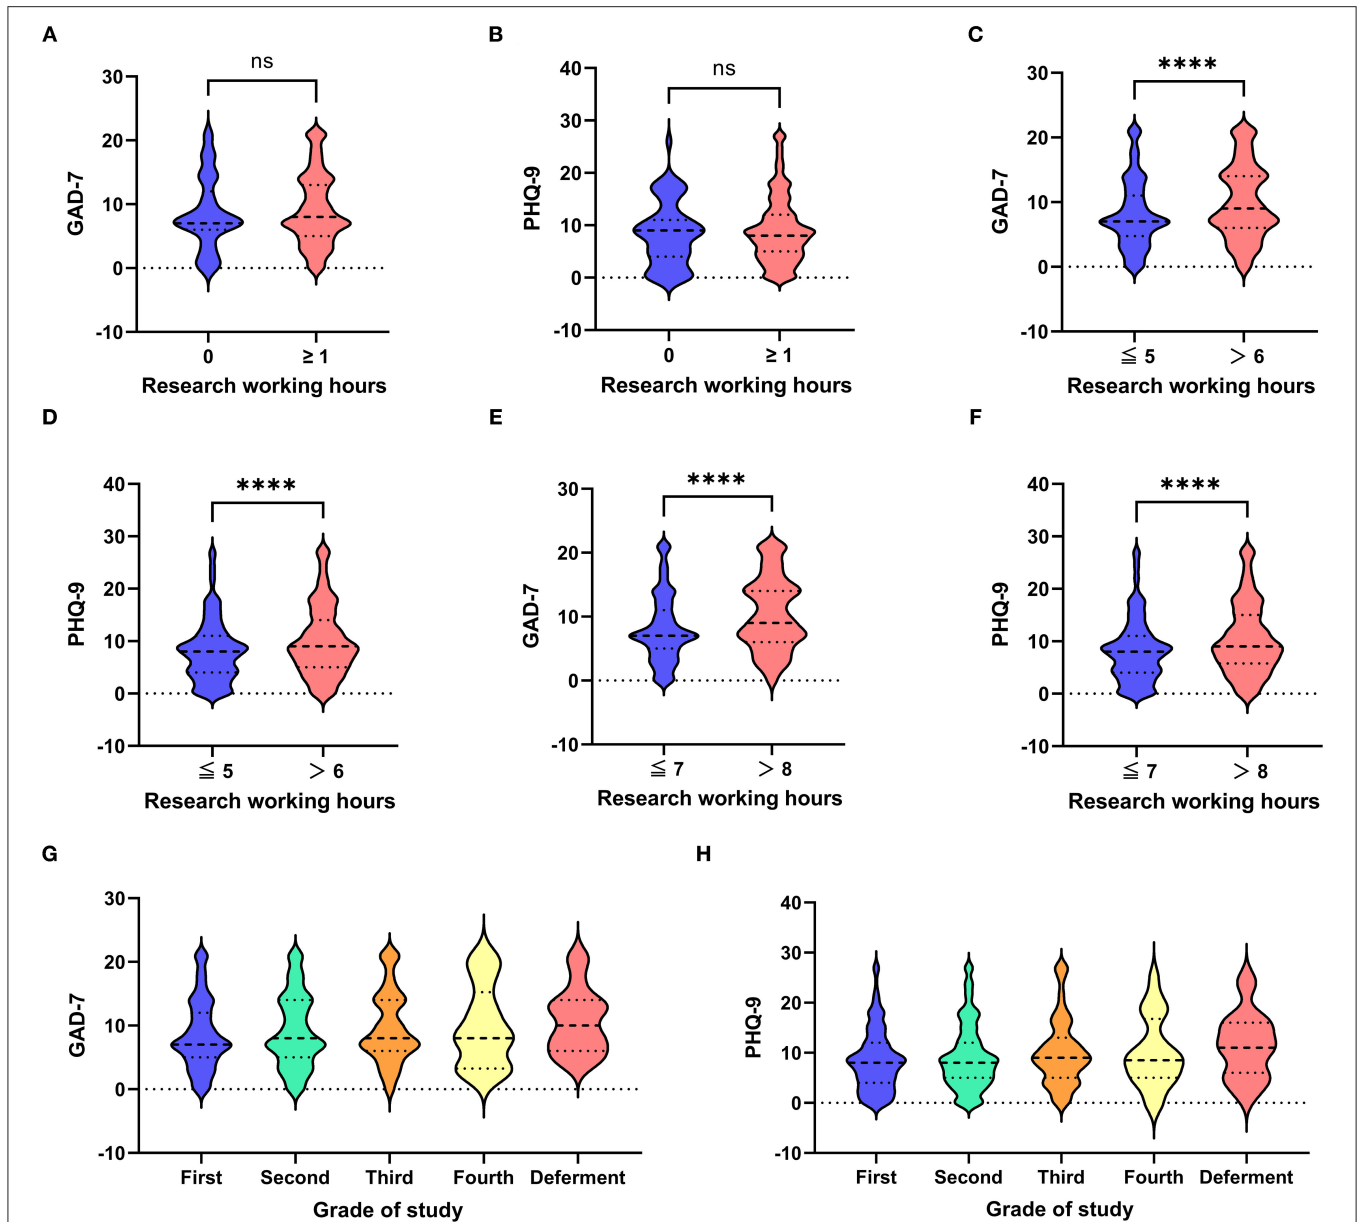 A
B
C
ns
ns
****
GAD-7
30
20
10
0
-10
0
≥ 1
Research working hours
PHQ-9
40
30
20
10
0
-10
0
≥ 1
Research working hours
GAD-7
30
20
10
0
-10
≦ 5
> 6
Research working hours
D
E
F
****
****
****
PHQ-9
40
30
20
10
0
-10
≦ 5
> 6
Research working hours
GAD-7
30
20
10
0
-10
≦ 7
> 8
Research working hours
PHQ-9
40
30
20
10
0
-10
≦ 7
> 8
Research working hours
G
H
GAD-7
30
20
10
0
-10
First Second Third Fourth Deferment
Grade of study
PHQ-9
40
30
20
10
0
-10
First Second Third Fourth Deferment
Grade of study